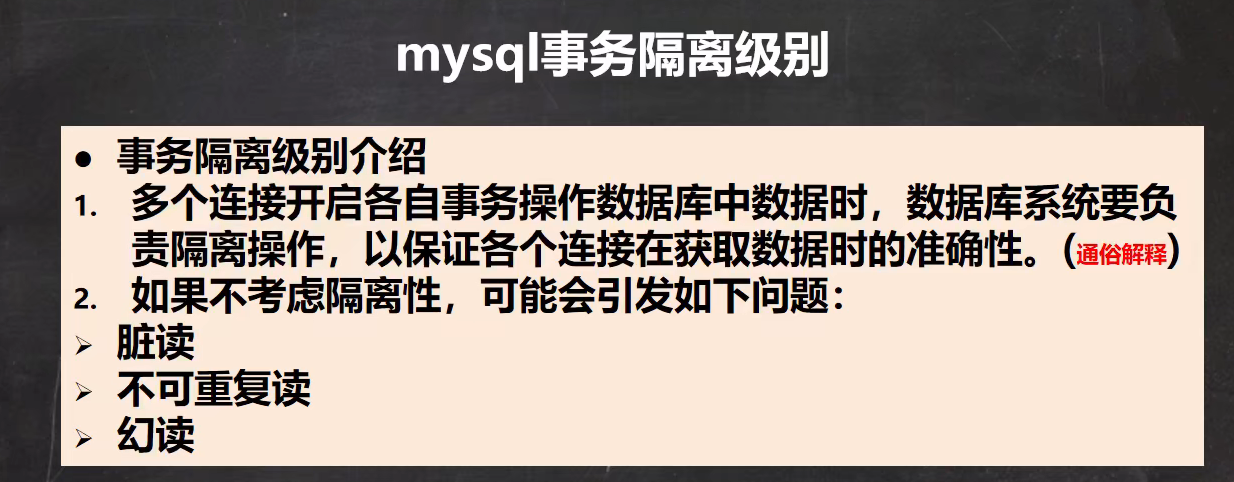 mysql事务隔离级别
● 事务隔离级别介绍
1. 多个连接开启各自事务操作数据库中数据时，数据库系统要负
责隔离操作，以保证各个连接在获取数据时的准确性。(通俗解释)
2. 如果不考虑隔离性，可能会引发如下问题：
➢ 脏读
➢ 不可重复读
➢ 幻读